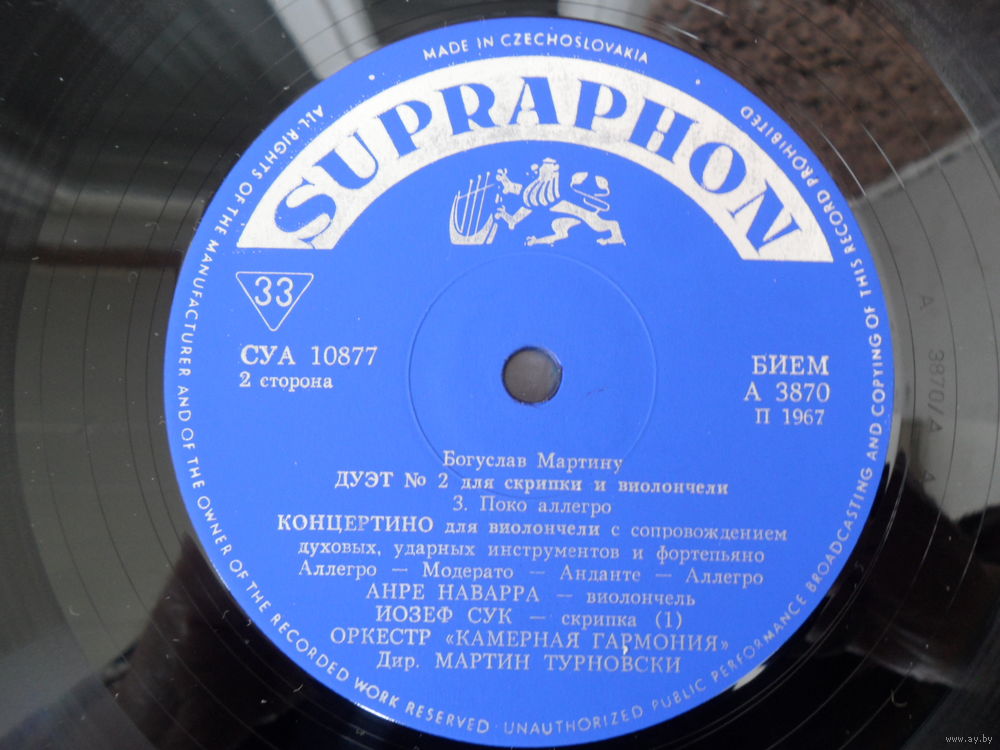 MADE IN CZECHOSLOVAKIA
ALL RIGHTS OF THE MANUFACTURER AND OF THE OWNER OF THE RECORDED WORK RESERVED · UNAUTHORIZED PUBLIC PERFORMANCE BROADCASTING AND COPYING OF THIS RECORD PROHIBITED
SUPRAPHON
33
СУА 10877
2 сторона
БИЕМ
А 3870
П 1967
Богуслав Мартину
ДУЭТ № 2 для скрипки и виолончели
3. Поко аллегро
КОНЦЕРТИНО для виолончели с сопровождением
духовых, ударных инструментов и фортепьяно
Аллегро — Модерато — Анданте — Аллегро
АНРЕ НАВАРРА — виолончель
ИОЗЕФ СУК — скрипка (1)
ОРКЕСТР «КАМЕРНАЯ ГАРМОНИЯ»
Дир. МАРТИН ТУРНОВСКИ
www.ay.by